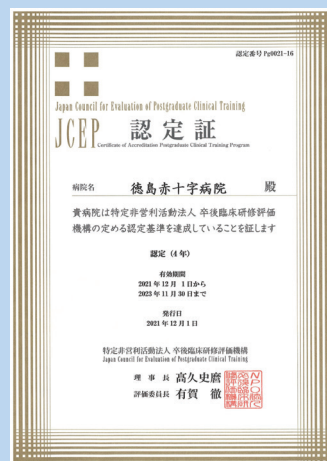 認定番号 Pg0021-16
Japan Council for Evaluation of Postgraduate Clinical Training
JCEP 認定証
Certificate of Accreditation Postgraduate Clinical Training Program
病院名 徳島赤十字病院 殿
貴病院は特定非営利活動法人 卒後臨床研修評価
機構の定める認定基準を達成していることを証します
認定 (4年)
有効期間
2021年12月 1日から
2023年11月30日まで
発行日
2021年12月1日
特定非営利活動法人 卒後臨床研修評価機構
Japan Council for Evaluation of Postgraduate Clinical Training
理事長 高久史麿
評価委員長 有賀 徹